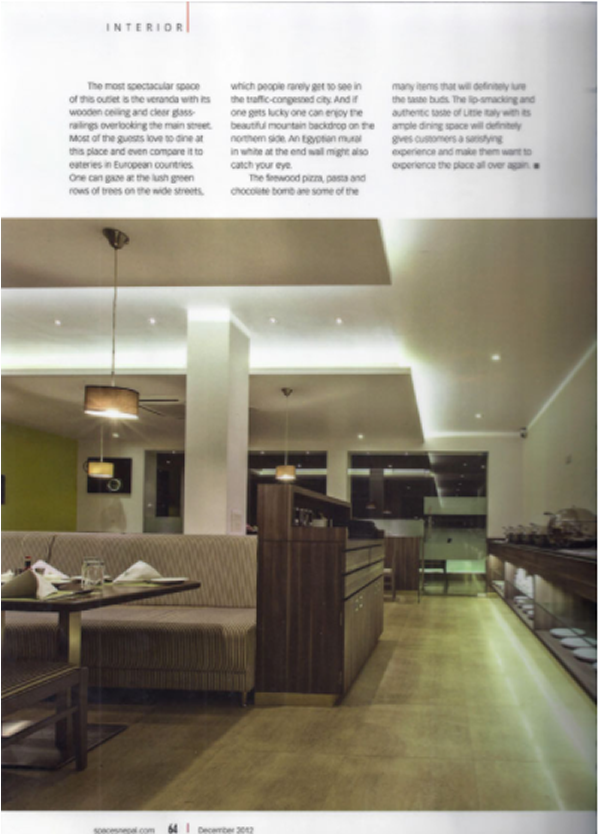 INTERIOR
The most spectacular space
of this outlet is the veranda with its
wooden ceiling and clear glass-
railings overlooking the main street.
Most of the guests love to dine at
this place and even compare it to
eateries in European countries.
One can gaze at the lush green
rows of trees on the wide streets,
which people rarely get to see in
the traffic-congested city. And if
one gets lucky one can enjoy the
beautiful mountain backdrop on the
northern side. An Egyptian mural
in white at the end wall might also
catch your eye.
The firewood pizza, pasta and
chocolate bomb are some of the
many items that will definitely lure
the taste buds. The lip-smacking and
authentic taste of Little Italy with its
ample dining space will definitely
gives customers a satisfying
experience and make them want to
experience the place all over again. ■
spacesnepal.com 64 | December 2012